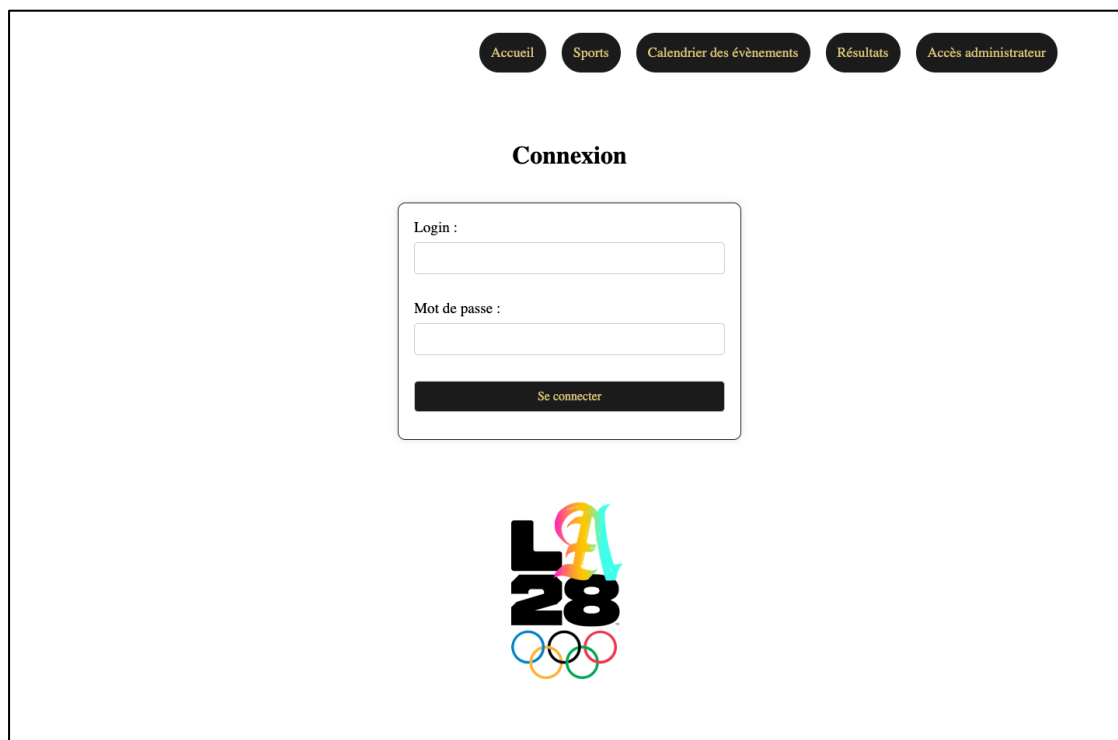 Accueil Sports Calendrier des évènements Résultats Accès administrateur
Connexion
Login :
Mot de passe :
Se connecter
LA
28